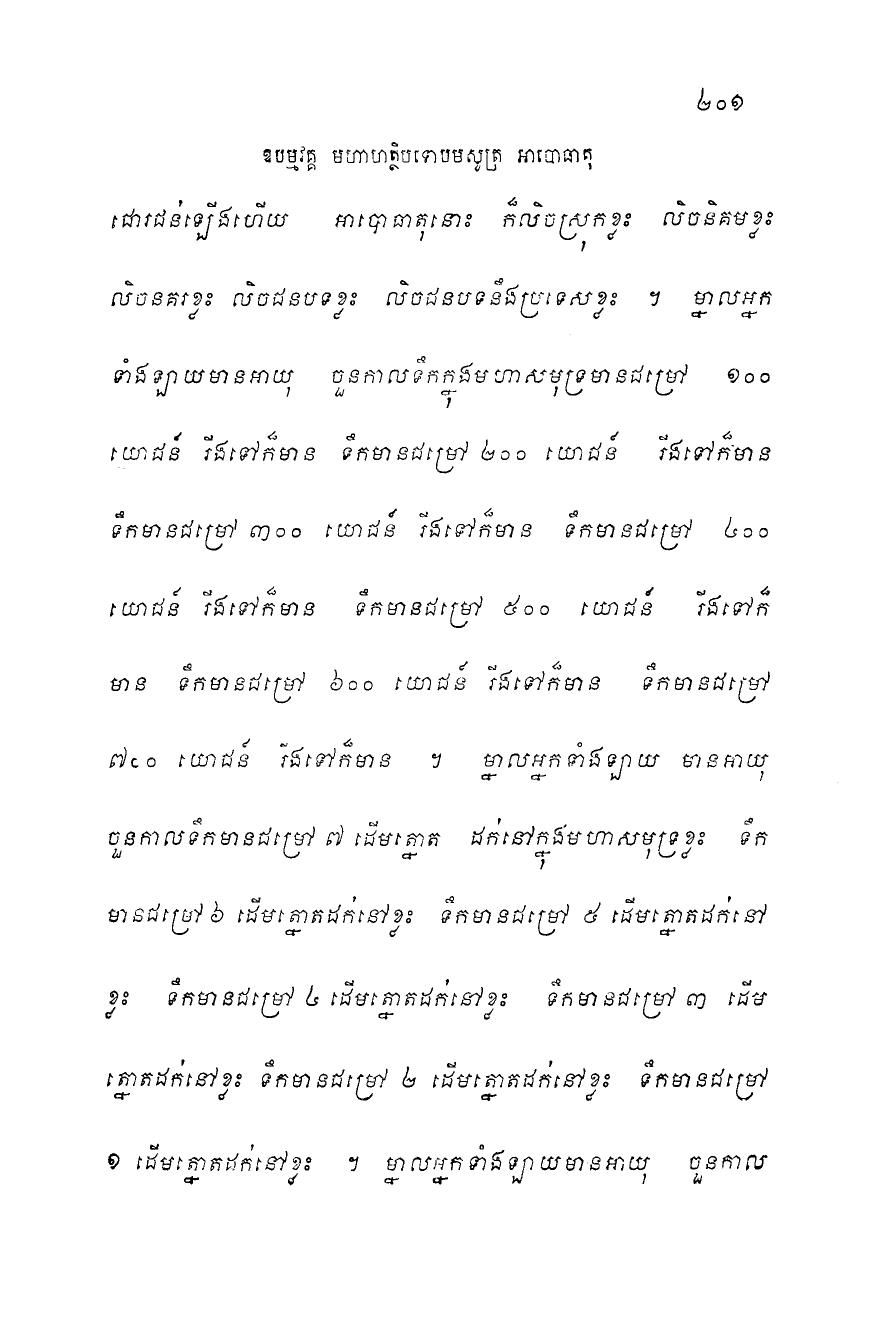 ២០១
ឧបម្មវគ្គ មហាហត្ថិបទោបមសូត្រ អាបោធាតុ
ជោរជន់ឡើងហើយ អាបោធាតុនោះ ក៏លិចស្រុកខ្លះ លិចនិគមខ្លះ
លិចនគរខ្លះ លិចជនបទខ្លះ លិចជនបទនឹងប្រទេសខ្លះ ។ ម្នាលអ្នក
ទាំងឡាយមានអាយុ ចួនកាលទឹកក្នុងមហាសមុទ្រមានជម្រៅ ១០០
យោជន៍ រីងទៅក៏មាន ទឹកមានជម្រៅ ២០០ យោជន៍ រីងទៅក៏មាន
ទឹកមានជម្រៅ ៣០០ យោជន៍ រីងទៅក៏មាន ទឹកមានជម្រៅ ៤០០
យោជន៍ រីងទៅក៏មាន ទឹកមានជម្រៅ ៥០០ យោជន៍ រីងទៅក៏
មាន ទឹកមានជម្រៅ ៦០០ យោជន៍ រីងទៅក៏មាន ទឹកមានជម្រៅ
៧០០ យោជន៍ រីងទៅក៏មាន ។ ម្នាលអ្នកទាំងឡាយ មានអាយុ
ចួនកាលទឹកមានជម្រៅ ៧ ដើមត្នោត ដក់នៅក្នុងមហាសមុទ្រខ្លះ ទឹក
មានជម្រៅ ៦ ដើមត្នោតដក់នៅខ្លះ ទឹកមានជម្រៅ ៥ ដើមត្នោតដក់នៅ
ខ្លះ ទឹកមានជម្រៅ ៤ ដើមត្នោតដក់នៅខ្លះ ទឹកមានជម្រៅ ៣ ដើម
ត្នោតដក់នៅខ្លះ ទឹកមានជម្រៅ ២ ដើមត្នោតដក់នៅខ្លះ ទឹកមានជម្រៅ
១ ដើមត្នោតដក់នៅខ្លះ ។ ម្នាលអ្នកទាំងឡាយមានអាយុ ចួនកាល